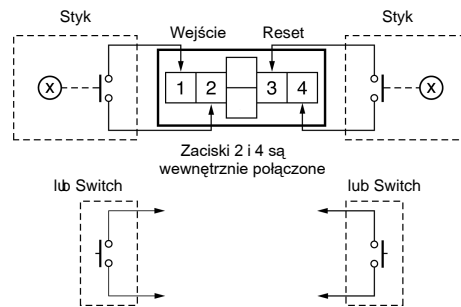 Styk
Styk
Wejście
Reset
X
1
2
3
4
X
Zaciski 2 i 4 są
wewnętrznie połączone
lub Switch
lub Switch